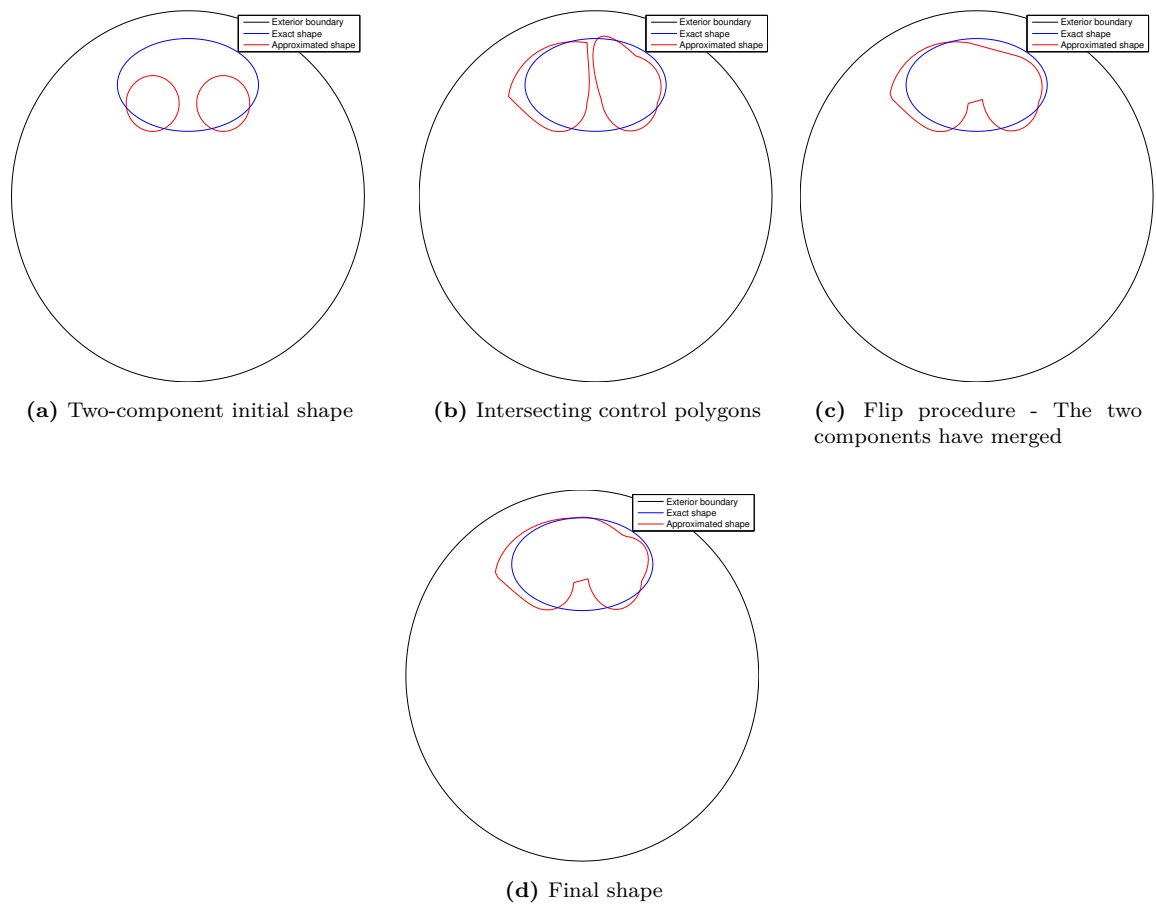 Exterior boundary
Exact shape
Approximated shape
Exterior boundary
Exact shape
Approximated shape
Exterior boundary
Exact shape
Approximated shape
(a) Two-component initial shape
(b) Intersecting control polygons
(c) Flip procedure - The two
components have merged
Exterior boundary
Exact shape
Approximated shape
(d) Final shape